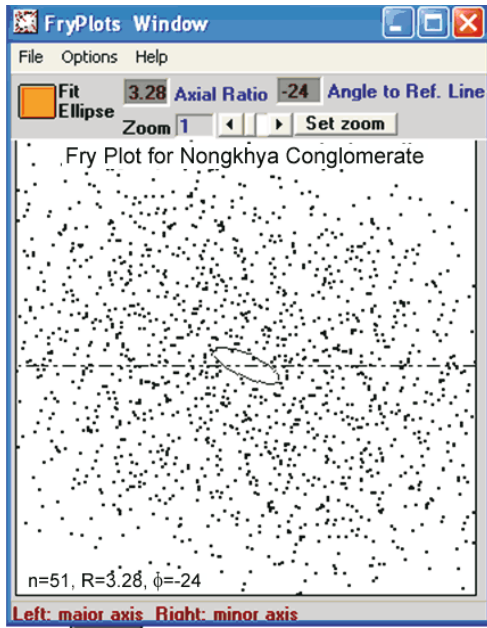 FryPlots Window
File Options Help
Fit Ellipse 3.28 Axial Ratio -24 Angle to Ref. Line
Zoom 1 Set zoom
Fry Plot for Nongkhya Conglomerate
n=51, R=3.28, ϕ=-24
Left: major axis Right: minor axis